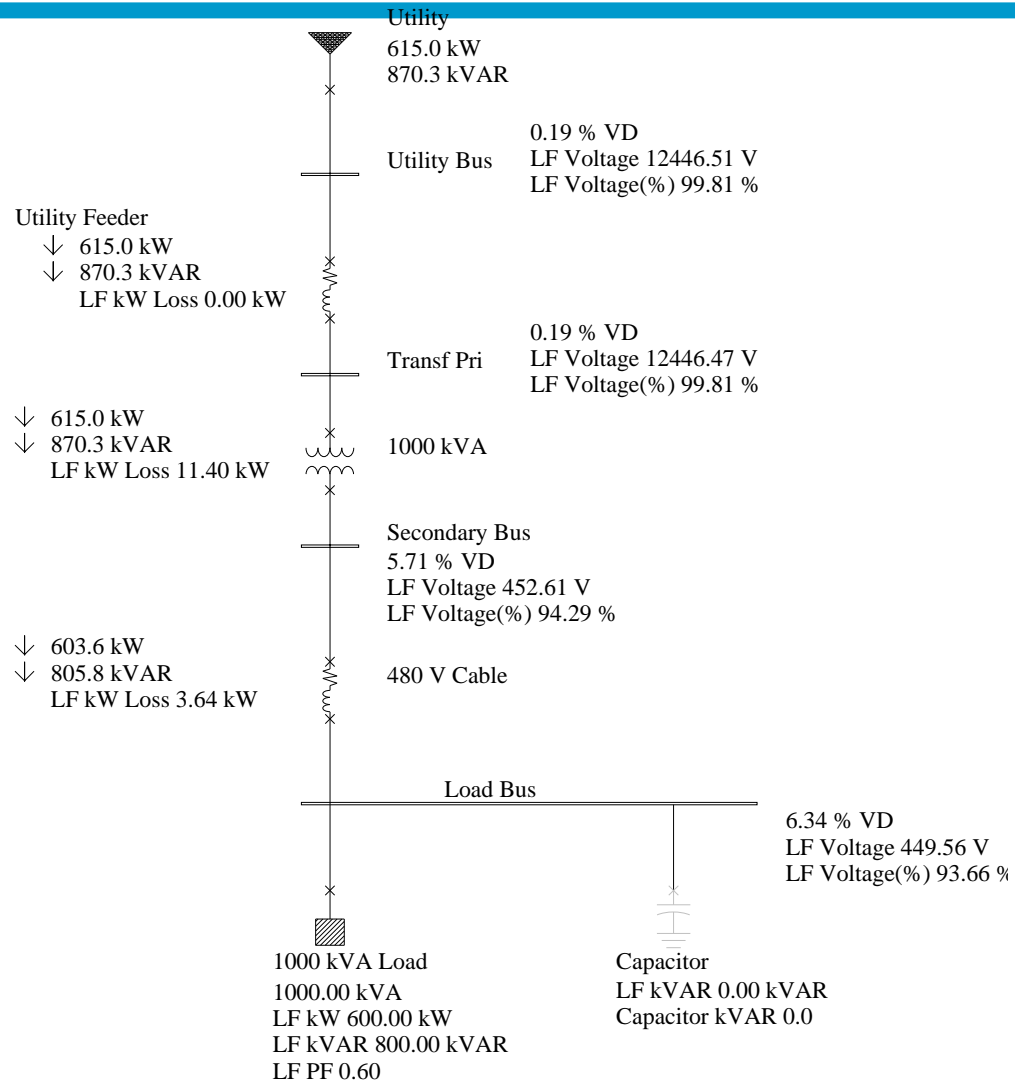 Utility
615.0 kW
870.3 kVAR
0.19 % VD
Utility Bus
LF Voltage 12446.51 V
LF Voltage(%) 99.81 %
Utility Feeder
↓ 615.0 kW
↓ 870.3 kVAR
LF kW Loss 0.00 kW
0.19 % VD
Transf Pri
LF Voltage 12446.47 V
LF Voltage(%) 99.81 %
↓ 615.0 kW
↓ 870.3 kVAR
LF kW Loss 11.40 kW
1000 kVA
Secondary Bus
5.71 % VD
LF Voltage 452.61 V
LF Voltage(%) 94.29 %
↓ 603.6 kW
↓ 805.8 kVAR
LF kW Loss 3.64 kW
480 V Cable
Load Bus
6.34 % VD
LF Voltage 449.56 V
LF Voltage(%) 93.66 %
1000 kVA Load
1000.00 kVA
LF kW 600.00 kW
LF kVAR 800.00 kVAR
LF PF 0.60
Capacitor
LF kVAR 0.00 kVAR
Capacitor kVAR 0.0